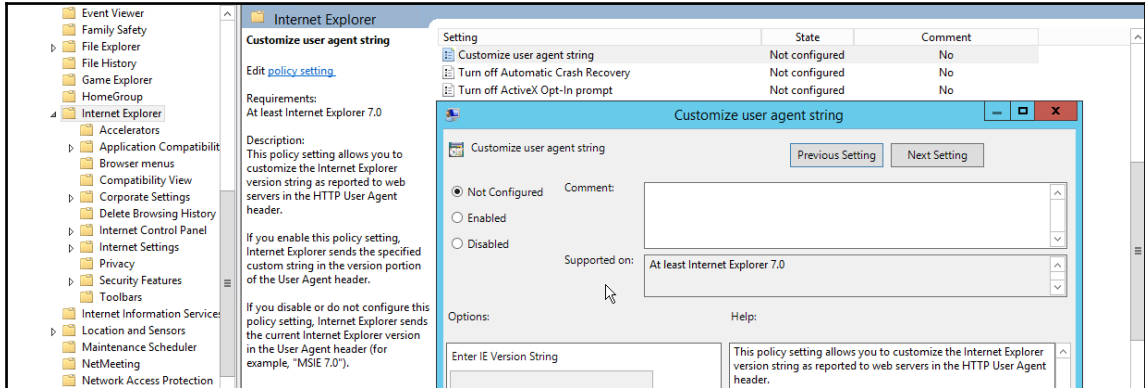 Event Viewer
Family Safety
File Explorer
File History
Game Explorer
HomeGroup
Internet Explorer
Accelerators
Application Compatibilit
Browser menus
Compatibility View
Corporate Settings
Delete Browsing History
Internet Control Panel
Internet Settings
Privacy
Security Features
Toolbars
Internet Information Service
Location and Sensors
Maintenance Scheduler
NetMeeting
Network Access Protection
Internet Explorer
Customize user agent string
Edit policy setting
Requirements:
At least Internet Explorer 7.0
Description:
This policy setting allows you to
customize the Internet Explorer
version string as reported to web
servers in the HTTP User Agent
header.
If you enable this policy setting,
Internet Explorer sends the specified
custom string in the version portion
of the User Agent header.
If you disable or do not configure this
policy setting, Internet Explorer sends
the current Internet Explorer version
in the User Agent header (for
example, "MSIE 7.0").
Setting State Comment
Customize user agent string Not configured No
Turn off Automatic Crash Recovery Not configured No
Turn off ActiveX Opt-In prompt Not configured No
Customize user agent string
Customize user agent string
Previous Setting Next Setting
Not Configured Comment:
Enabled
Disabled
Supported on: At least Internet Explorer 7.0
Options: Help:
Enter IE Version String
This policy setting allows you to customize the Internet Explorer
version string as reported to web servers in the HTTP User Agent
header.